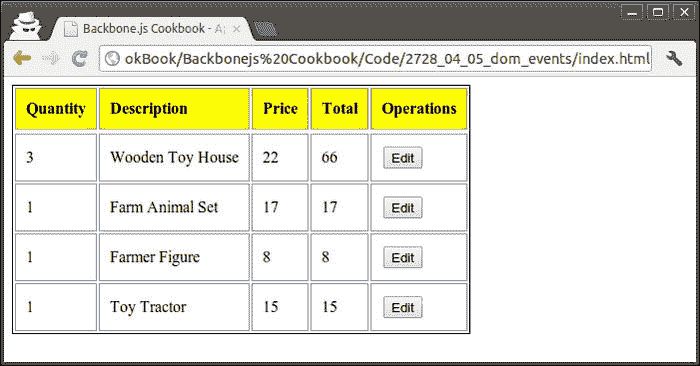 Backbone.js Cookbook - A
okBook/Backbonejs%20Cookbook/Code/2728_04_05_dom_events/index.html
Quantity Description Price Total Operations
3 Wooden Toy House 22 66 Edit
1 Farm Animal Set 17 17 Edit
1 Farmer Figure 8 8 Edit
1 Toy Tractor 15 15 Edit